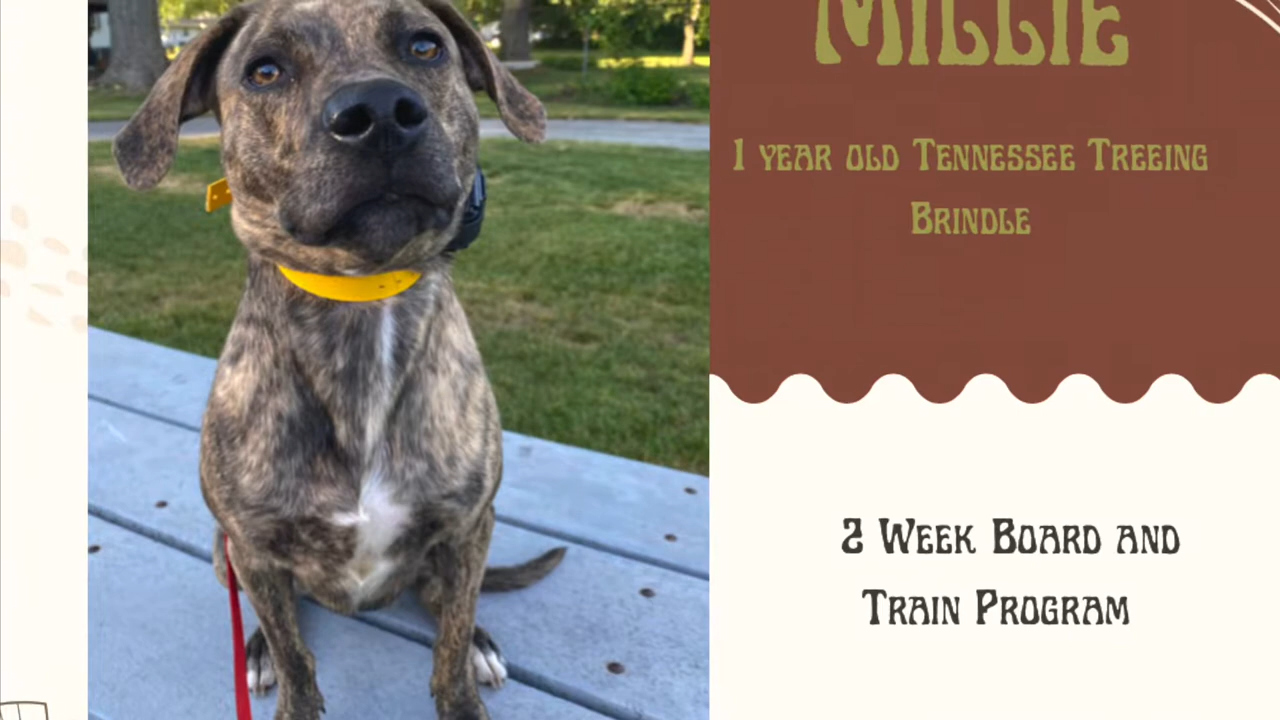 Millie
1 year old Tennessee Treeing
Brindle
2 Week Board and
Train Program